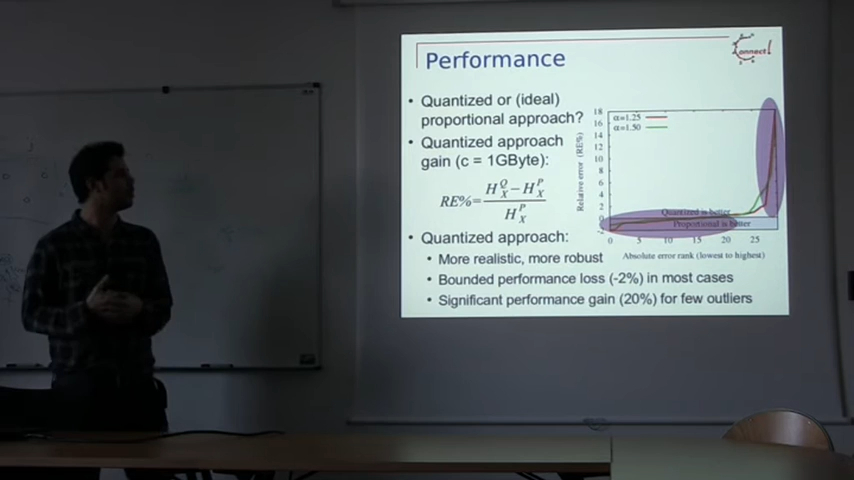 Performance
onnect!
• Quantized or (ideal)
proportional approach?
• Quantized approach
gain (c = 1GByte):
RE%= (H_X^Q − H_X^P) / H_X^P
• Quantized approach:
• More realistic, more robust
• Bounded performance loss (-2%) in most cases
• Significant performance gain (20%) for few outliers
α=1.25
α=1.50
Relative error (RE%)
18
16
14
12
10
8
6
4
2
0
-2
Quantized is better
Proportional is better
0 5 10 15 20 25
Absolute error rank (lowest to highest)